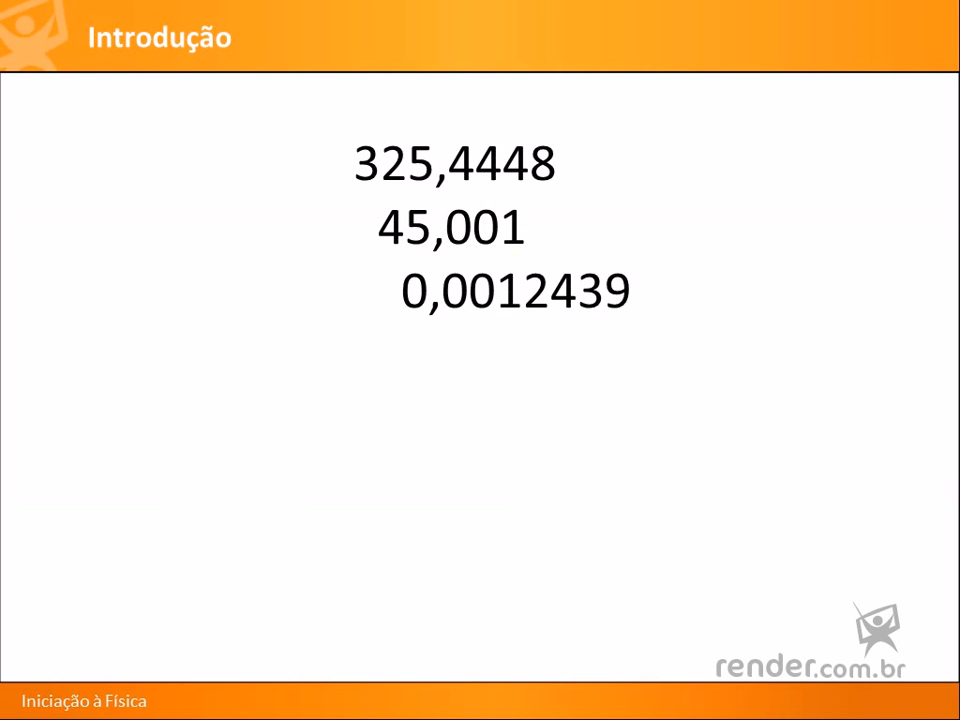 Introdução
325,4448
45,001
0,0012439
render.com.br
Iniciação à Física